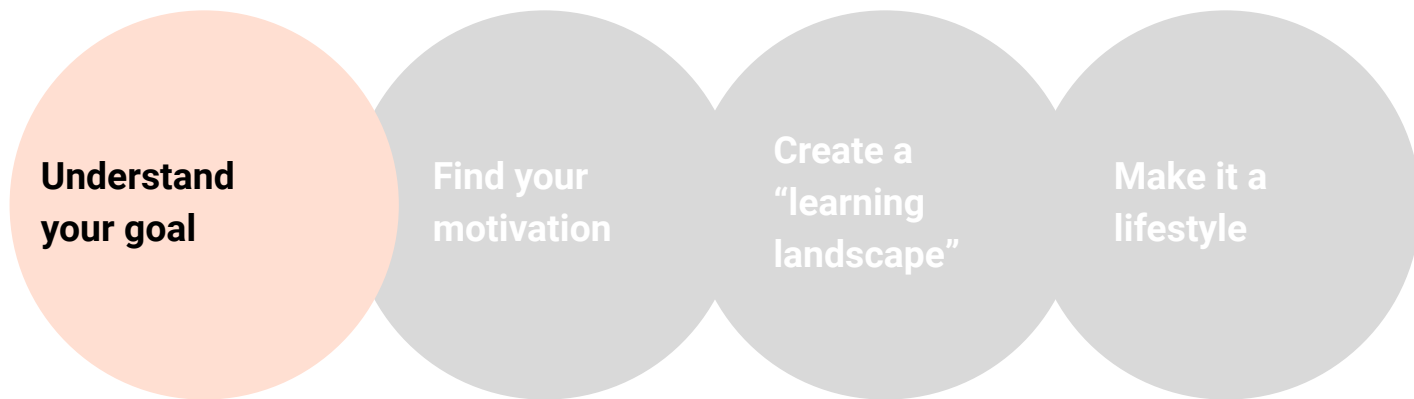 Understand
your goal
Find your
motivation
Create a
“learning
landscape”
Make it a
lifestyle